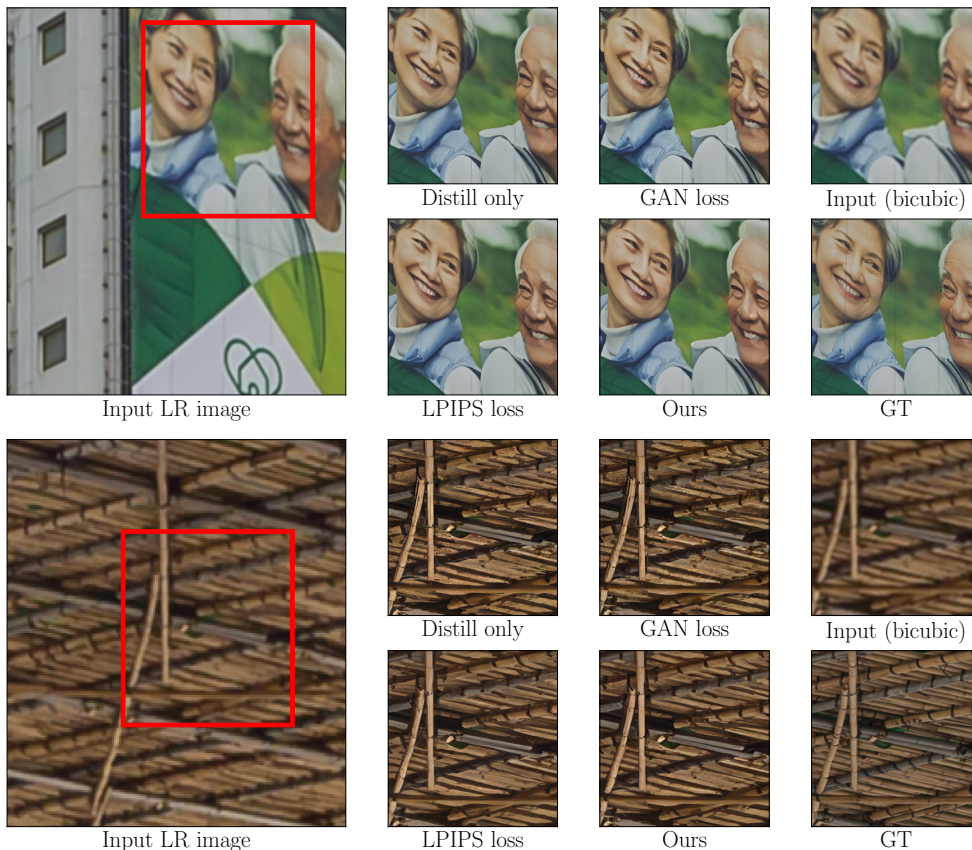 Distill only
GAN loss
Input (bicubic)
Input LR image
LPIPS loss
Ours
GT
Distill only
GAN loss
Input (bicubic)
Input LR image
LPIPS loss
Ours
GT